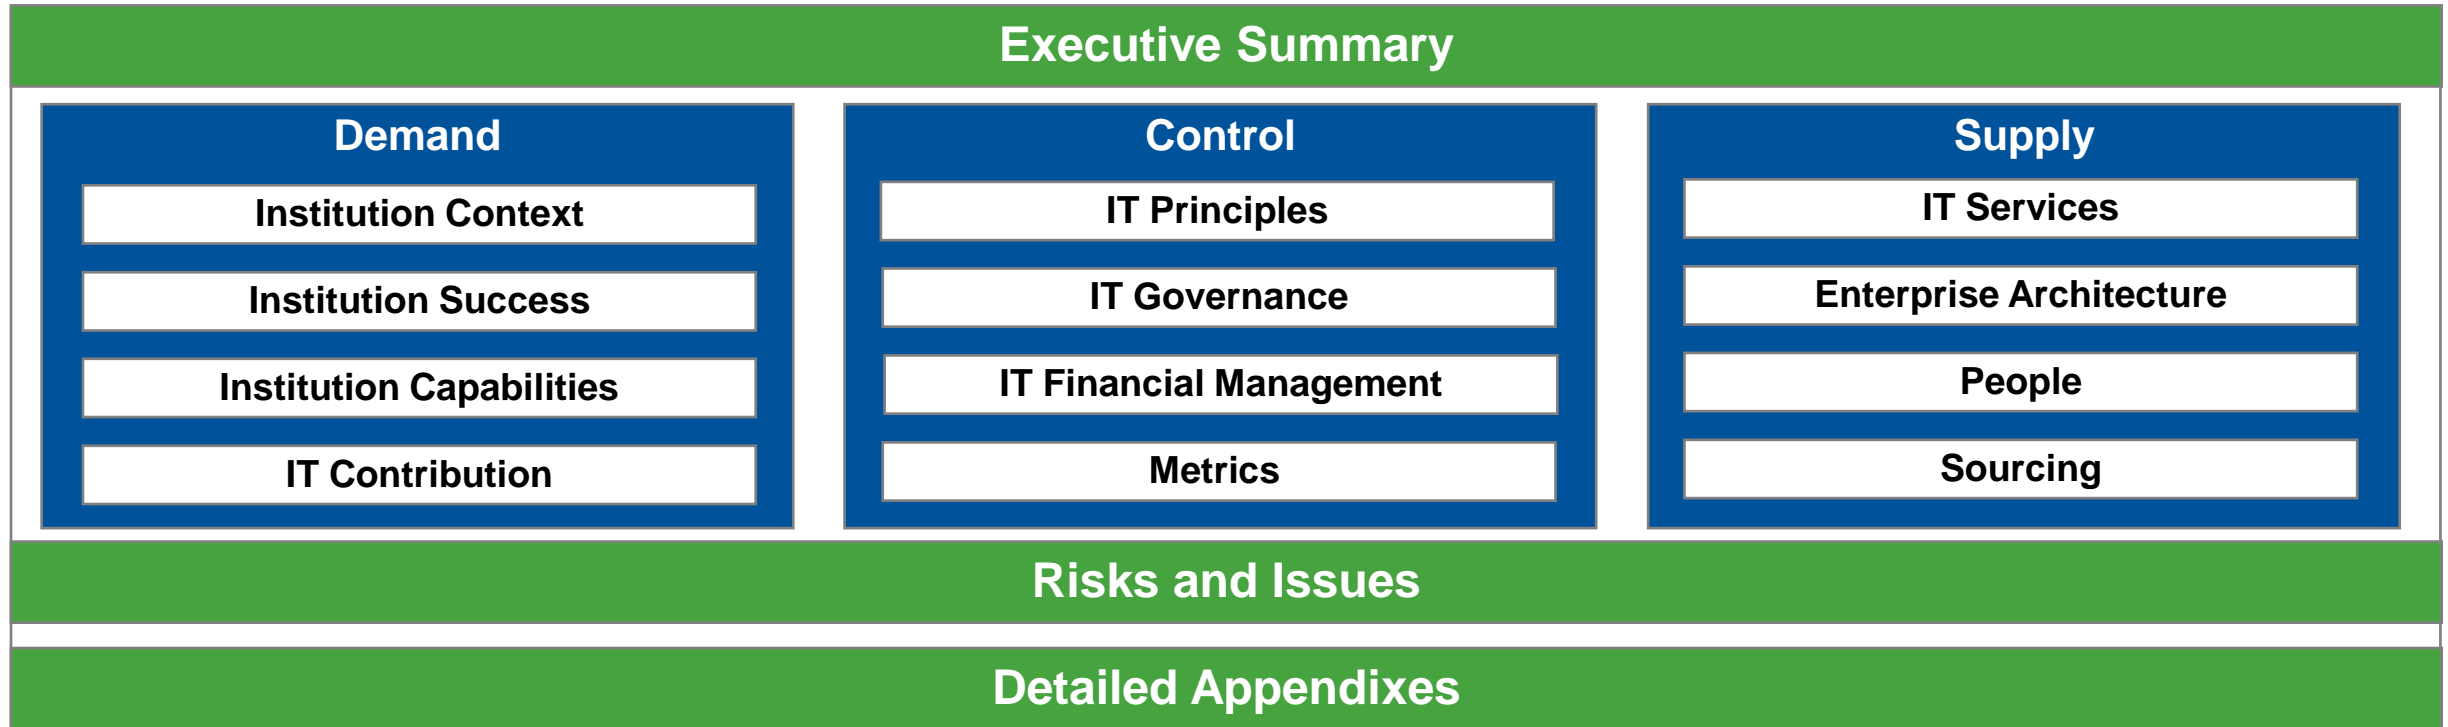 Executive Summary
Demand
Institution Context
Institution Success
Institution Capabilities
IT Contribution
Control
IT Principles
IT Governance
IT Financial Management
Metrics
Supply
IT Services
Enterprise Architecture
People
Sourcing
Risks and Issues
Detailed Appendixes